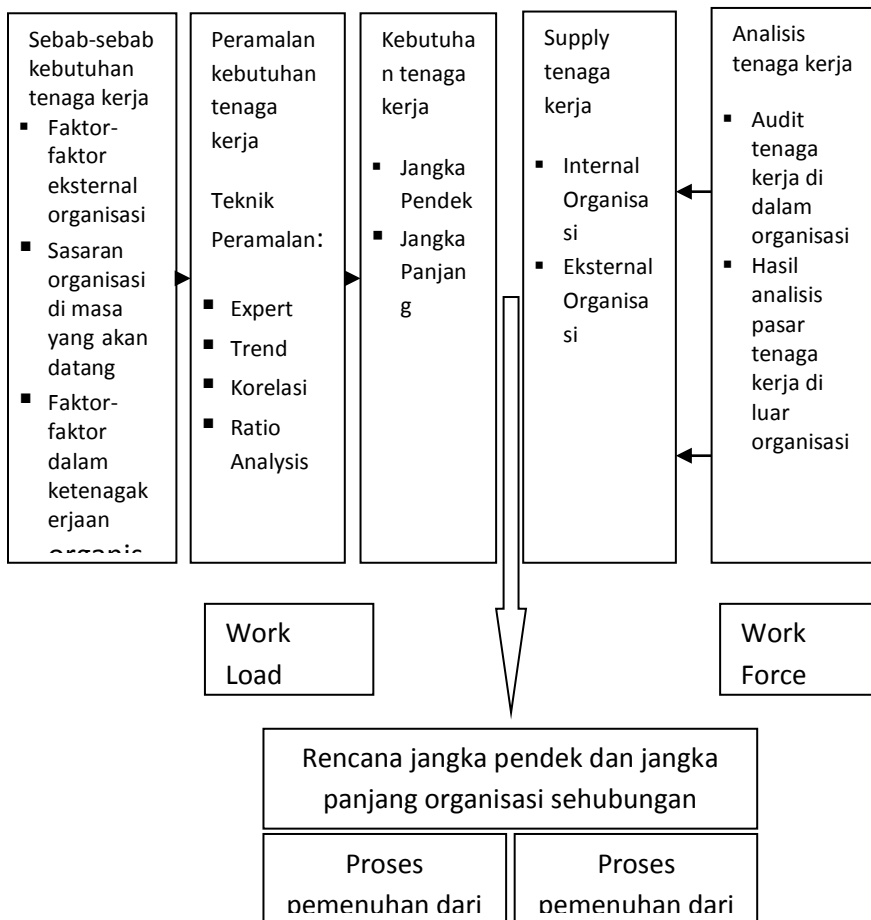 Sebab-sebab
kebutuhan
tenaga kerja
▪ Faktor-
faktor
eksternal
organisasi
▪ Sasaran
organisasi
di masa
yang akan
datang
▪ Faktor-
faktor
dalam
ketenagak
erjaan
Peramalan
kebutuhan
tenaga
kerja
Teknik
Peramalan:
▪ Expert
▪ Trend
▪ Korelasi
▪ Ratio
Analysis
Kebutuha
n tenaga
kerja
▪ Jangka
Pendek
▪ Jangka
Panjan
g
Supply
tenaga
kerja
▪ Internal
Organisa
si
▪ Eksternal
Organisa
si
Analisis
tenaga kerja
▪ Audit
tenaga
kerja di
dalam
organisasi
▪ Hasil
analisis
pasar
tenaga
kerja di
luar
organisasi
Work
Load
Work
Force
Rencana jangka pendek dan jangka
panjang organisasi sehubungan
Proses
pemenuhan dari
Proses
pemenuhan dari